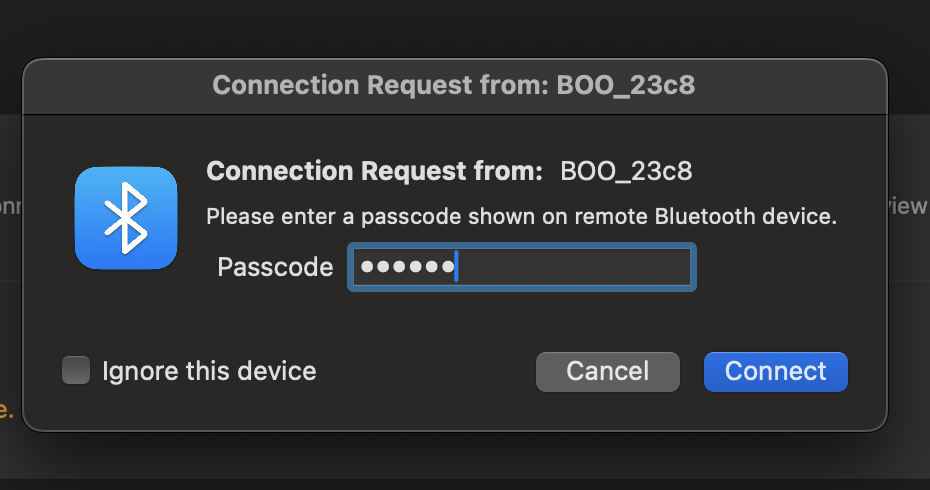 Connection Request from: BOO_23c8
Connection Request from: BOO_23c8
Please enter a passcode shown on remote Bluetooth device.
Passcode ●●●●●●
Ignore this device
Cancel
Connect